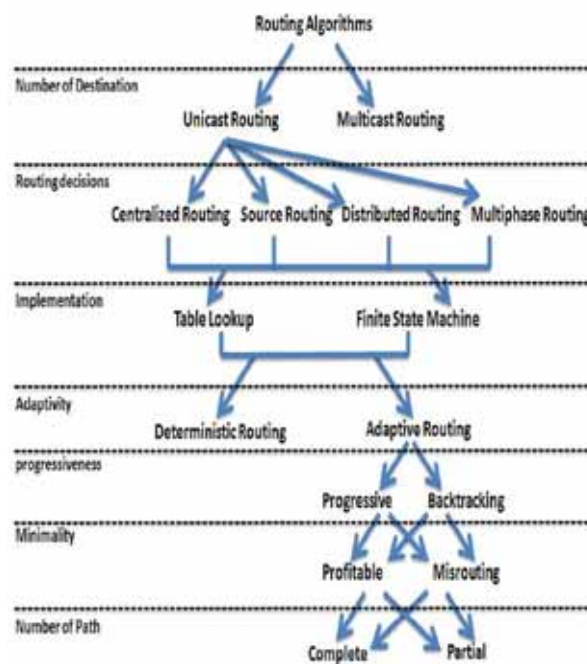 Routing Algorithms
Number of Destination
Unicast Routing Multicast Routing
Routing decisions
Centralized Routing Source Routing Distributed Routing Multiphase Routing
Implementation
Table Lookup Finite State Machine
Adaptivity
Deterministic Routing Adaptive Routing
progressiveness
Progressive Backtracking
Minimality
Profitable Misrouting
Number of Path
Complete Partial